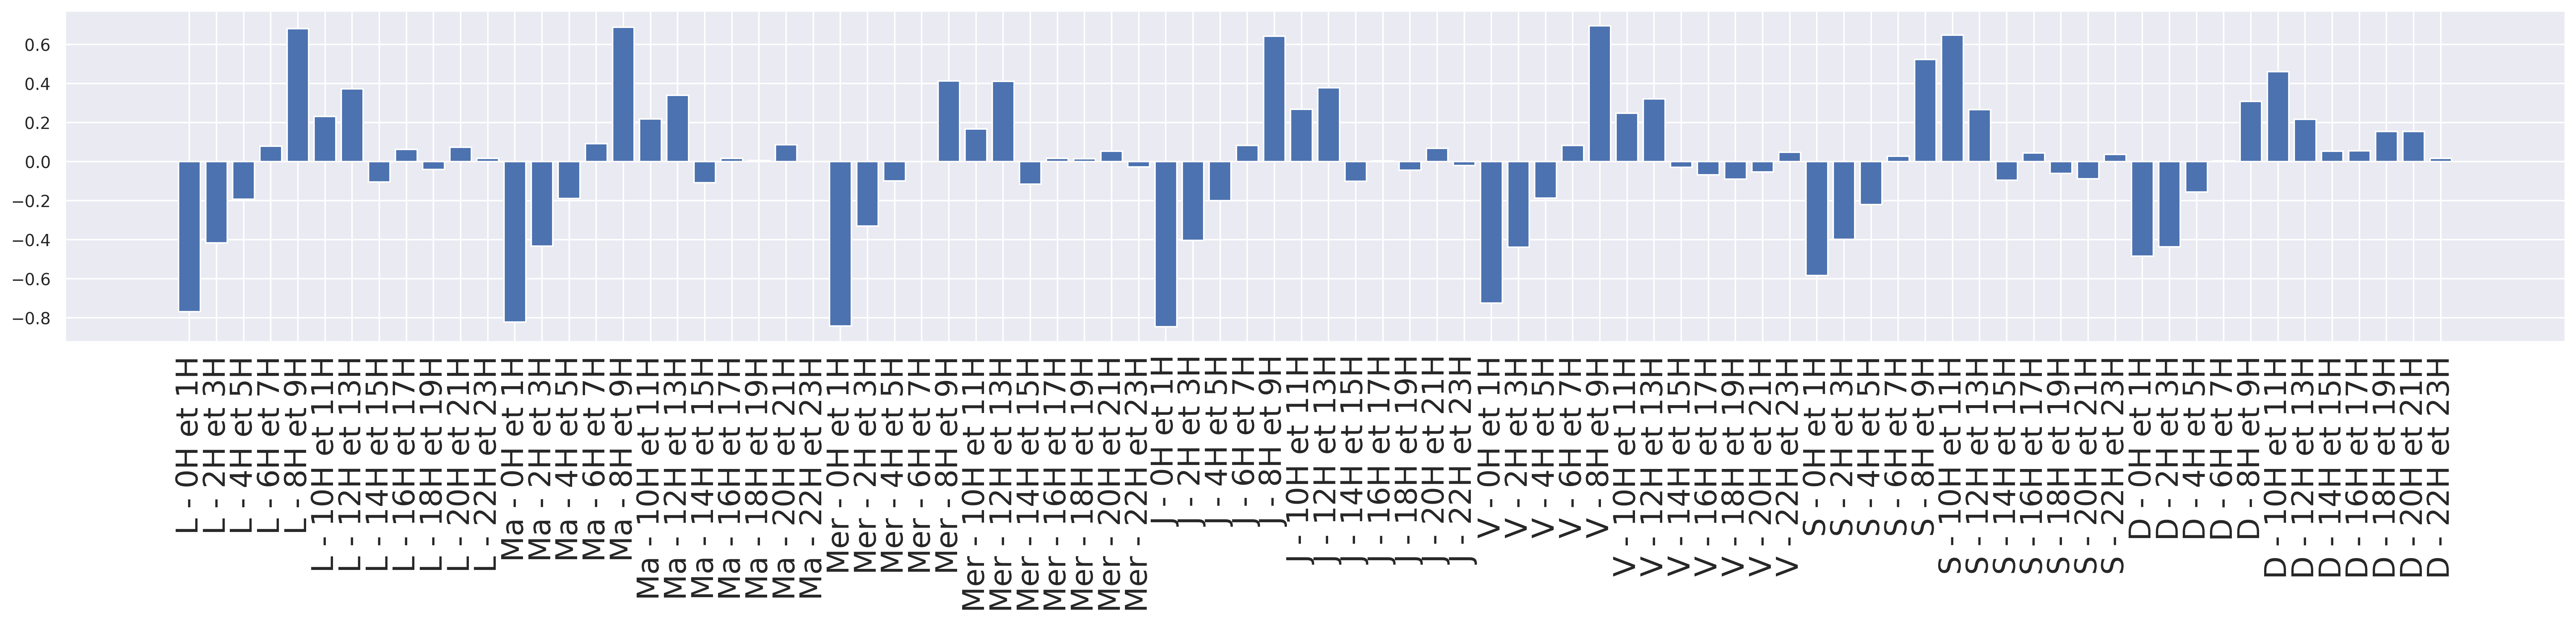 0.6
0.4
0.2
0.0
−0.2
−0.4
−0.6
−0.8
L - 0H et 1H
L - 2H et 3H
L - 4H et 5H
L - 6H et 7H
L - 8H et 9H
L - 10H et 11H
L - 12H et 13H
L - 14H et 15H
L - 16H et 17H
L - 18H et 19H
L - 20H et 21H
L - 22H et 23H
Ma - 0H et 1H
Ma - 2H et 3H
Ma - 4H et 5H
Ma - 6H et 7H
Ma - 8H et 9H
Ma - 10H et 11H
Ma - 12H et 13H
Ma - 14H et 15H
Ma - 16H et 17H
Ma - 18H et 19H
Ma - 20H et 21H
Ma - 22H et 23H
Mer - 0H et 1H
Mer - 2H et 3H
Mer - 4H et 5H
Mer - 6H et 7H
Mer - 8H et 9H
Mer - 10H et 11H
Mer - 12H et 13H
Mer - 14H et 15H
Mer - 16H et 17H
Mer - 18H et 19H
Mer - 20H et 21H
Mer - 22H et 23H
J - 0H et 1H
J - 2H et 3H
J - 4H et 5H
J - 6H et 7H
J - 8H et 9H
J - 10H et 11H
J - 12H et 13H
J - 14H et 15H
J - 16H et 17H
J - 18H et 19H
J - 20H et 21H
J - 22H et 23H
V - 0H et 1H
V - 2H et 3H
V - 4H et 5H
V - 6H et 7H
V - 8H et 9H
V - 10H et 11H
V - 12H et 13H
V - 14H et 15H
V - 16H et 17H
V - 18H et 19H
V - 20H et 21H
V - 22H et 23H
S - 0H et 1H
S - 2H et 3H
S - 4H et 5H
S - 6H et 7H
S - 8H et 9H
S - 10H et 11H
S - 12H et 13H
S - 14H et 15H
S - 16H et 17H
S - 18H et 19H
S - 20H et 21H
S - 22H et 23H
D - 0H et 1H
D - 2H et 3H
D - 4H et 5H
D - 6H et 7H
D - 8H et 9H
D - 10H et 11H
D - 12H et 13H
D - 14H et 15H
D - 16H et 17H
D - 18H et 19H
D - 20H et 21H
D - 22H et 23H